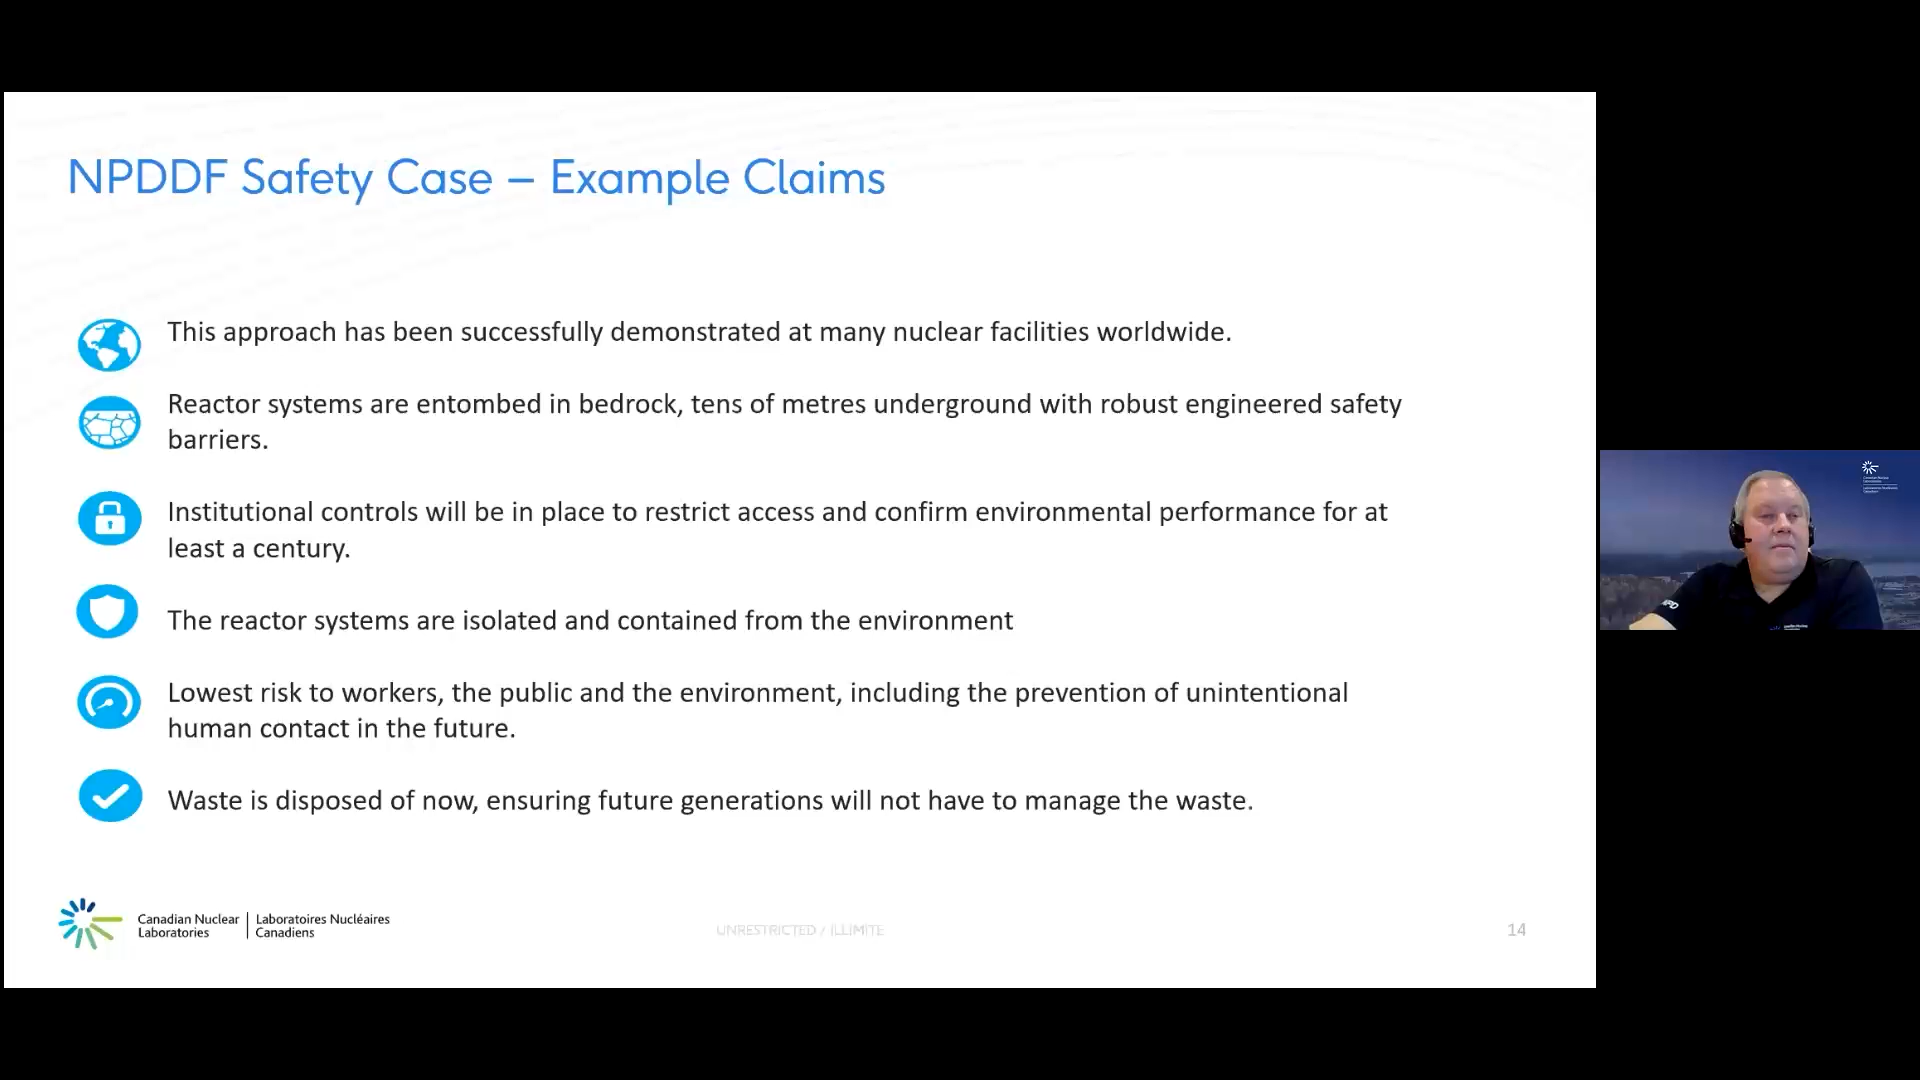 NPDDF Safety Case – Example Claims
This approach has been successfully demonstrated at many nuclear facilities worldwide.
Reactor systems are entombed in bedrock, tens of metres underground with robust engineered safety
barriers.
Institutional controls will be in place to restrict access and confirm environmental performance for at
least a century.
The reactor systems are isolated and contained from the environment
Lowest risk to workers, the public and the environment, including the prevention of unintentional
human contact in the future.
Waste is disposed of now, ensuring future generations will not have to manage the waste.
Canadian Nuclear
Laboratories
Laboratoires Nucléaires
Canadiens
UNRESTRICTED / ILLIMITÉ
14